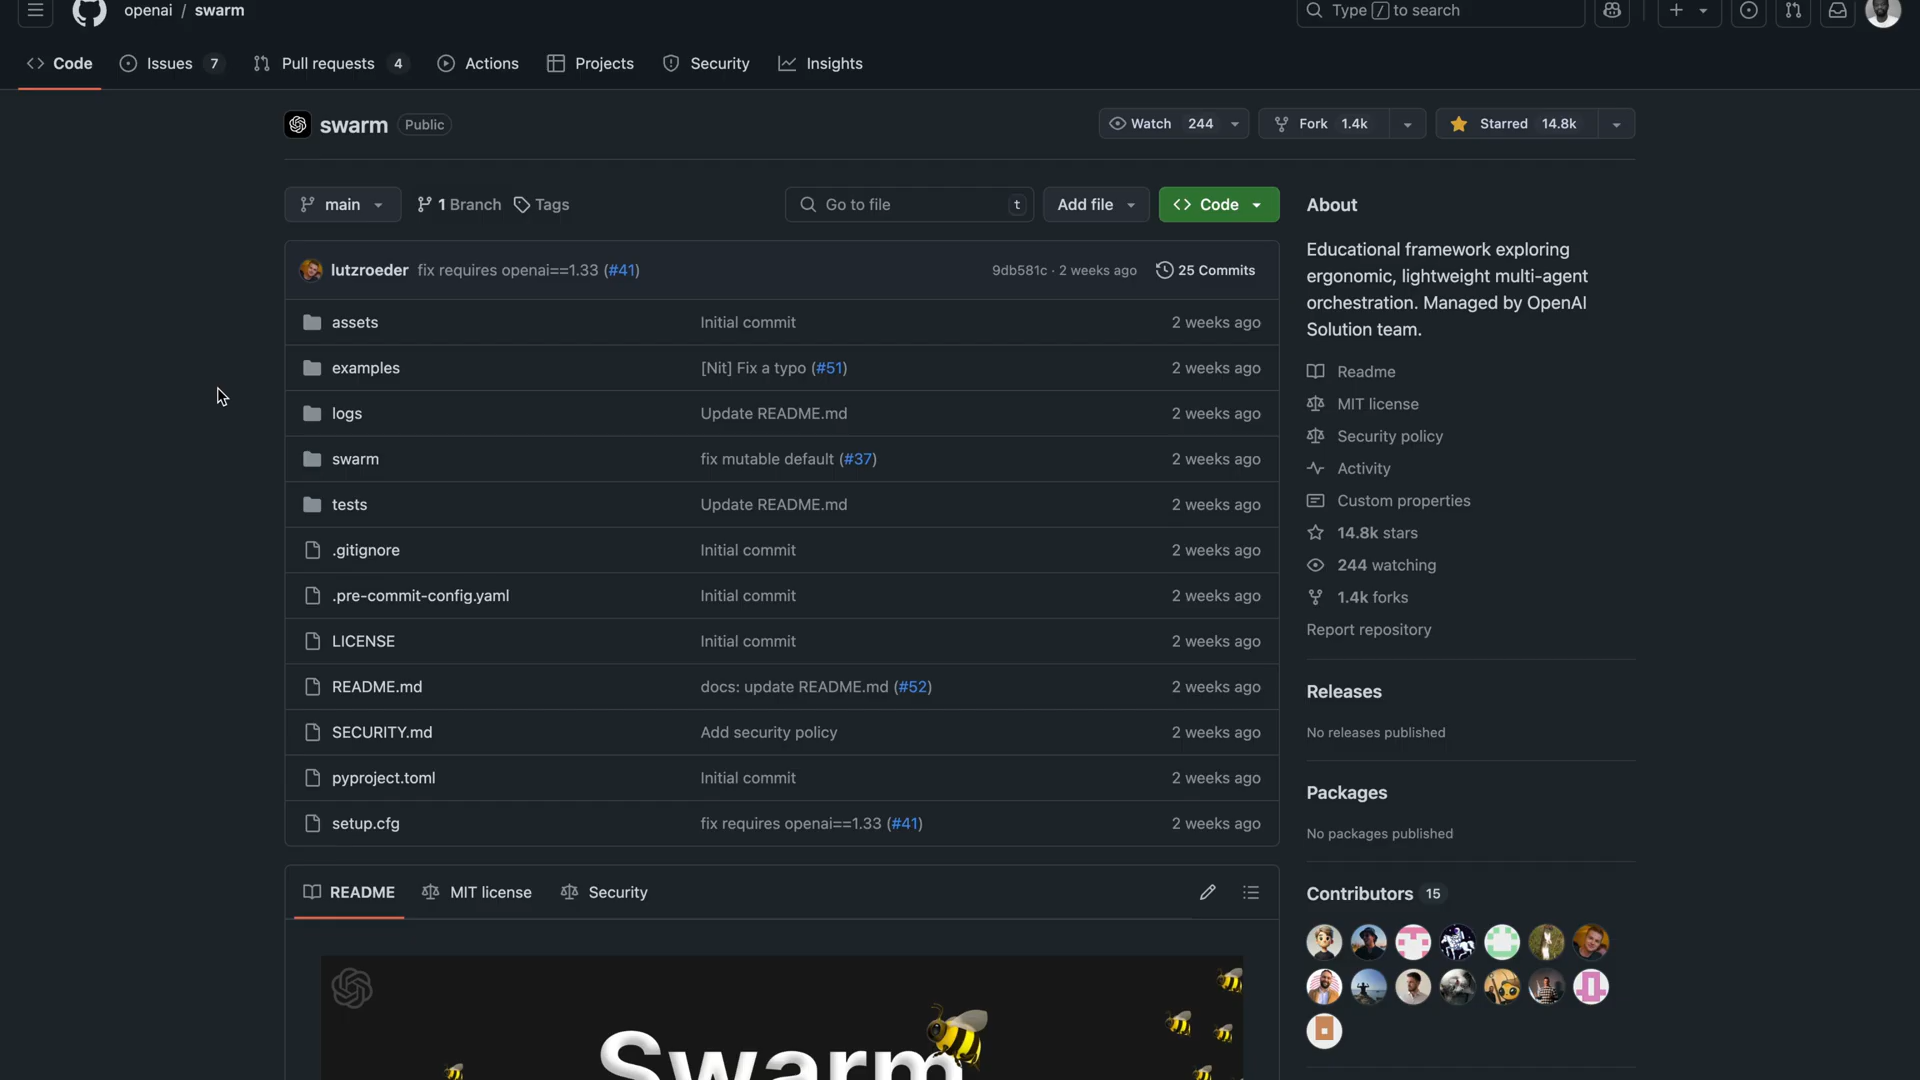 openai / swarm
Type / to search
Code
Issues 7
Pull requests 4
Actions
Projects
Security
Insights
swarm Public
Watch 244
Fork 1.4k
Starred 14.8k
main
1 Branch
Tags
Go to file t
Add file
Code
lutzroeder fix requires openai==1.33 (#41) 9db581c · 2 weeks ago 25 Commits
assets Initial commit 2 weeks ago
examples [Nit] Fix a typo (#51) 2 weeks ago
logs Update README.md 2 weeks ago
swarm fix mutable default (#37) 2 weeks ago
tests Update README.md 2 weeks ago
.gitignore Initial commit 2 weeks ago
.pre-commit-config.yaml Initial commit 2 weeks ago
LICENSE Initial commit 2 weeks ago
README.md docs: update README.md (#52) 2 weeks ago
SECURITY.md Add security policy 2 weeks ago
pyproject.toml Initial commit 2 weeks ago
setup.cfg fix requires openai==1.33 (#41) 2 weeks ago
README MIT license Security
Swarm
About
Educational framework exploring
ergonomic, lightweight multi-agent
orchestration. Managed by OpenAI
Solution team.
Readme
MIT license
Security policy
Activity
Custom properties
14.8k stars
244 watching
1.4k forks
Report repository
Releases
No releases published
Packages
No packages published
Contributors 15